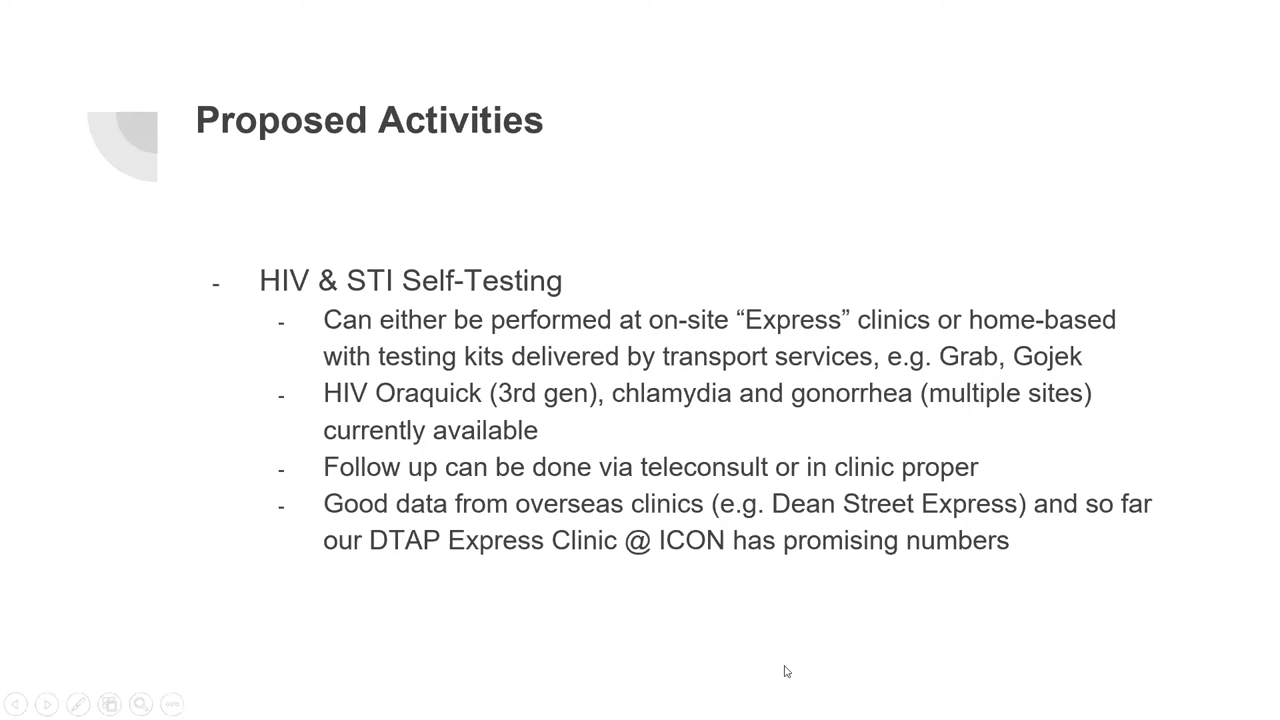 Proposed Activities
- HIV & STI Self-Testing
- Can either be performed at on-site “Express” clinics or home-based
with testing kits delivered by transport services, e.g. Grab, Gojek
- HIV Oraquick (3rd gen), chlamydia and gonorrhea (multiple sites)
currently available
- Follow up can be done via teleconsult or in clinic proper
- Good data from overseas clinics (e.g. Dean Street Express) and so far
our DTAP Express Clinic @ ICON has promising numbers